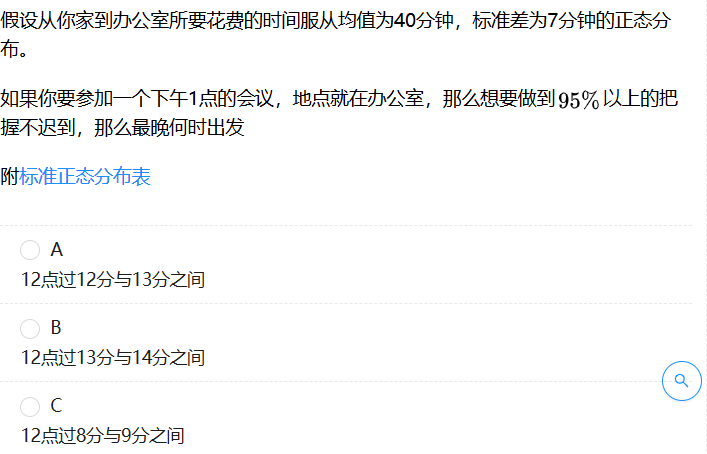 假设从你家到办公室所要花费的时间服从均值为40分钟，标准差为7分钟的正态分
布。
如果你要参加一个下午1点的会议，地点就在办公室，那么想要做到95%以上的把
握不迟到，那么最晚何时出发
附标准正态分布表
A
12点过12分与13分之间
B
12点过13分与14分之间
C
12点过8分与9分之间